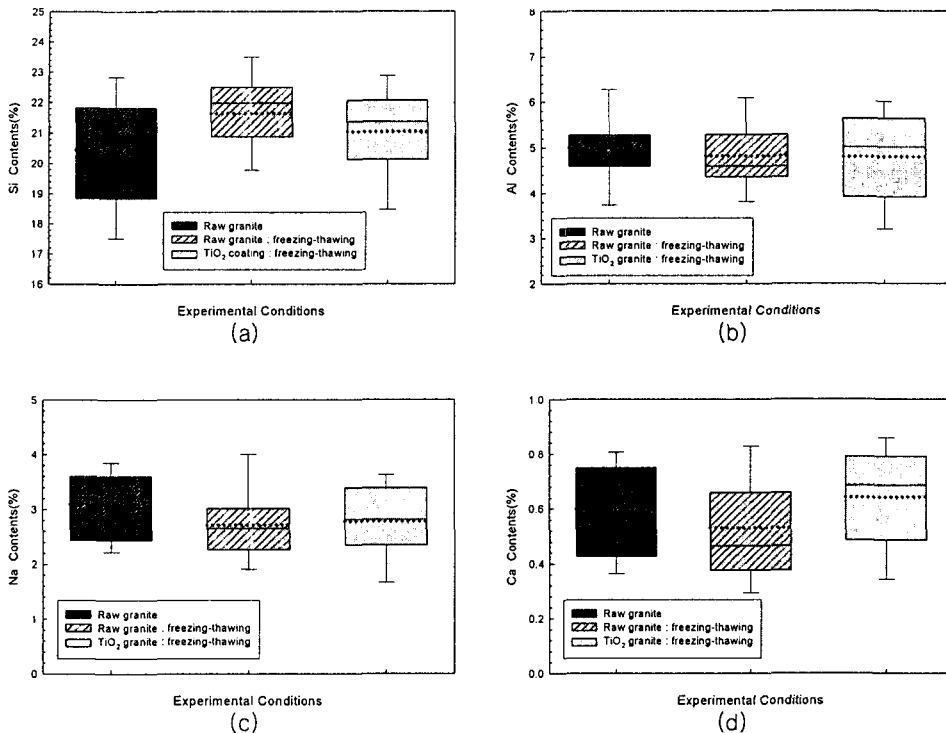 25
24
23
22
21
20
19
18
17
16
Si Contents(%)
Raw granite
Raw granite : freezing-thawing
TiO₂ coating : freezing-thawing
Experimental Conditions
(a)
8
7
6
5
4
3
2
Al Contents(%)
Raw granite
Raw granite : freezing-thawing
TiO₂ granite : freezing-thawing
Experimental Conditions
(b)
5
4
3
2
1
0
Na Contents(%)
Raw granite
Raw granite : freezing-thawing
TiO₂ granite : freezing-thawing
Experimental Conditions
(c)
1.0
0.8
0.6
0.4
0.2
0.0
Ca Contents(%)
Raw granite
Raw granite : freezing-thawing
TiO₂ granite : freezing-thawing
Experimental Conditions
(d)